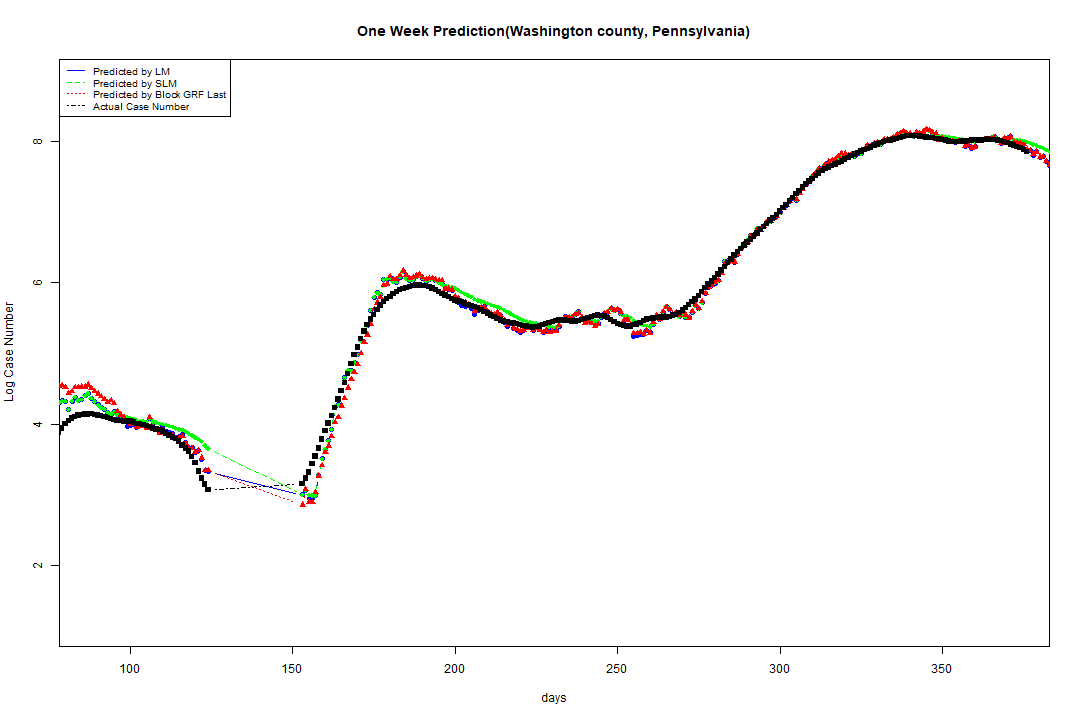 One Week Prediction(Washington county, Pennsylvania)
Predicted by LM
Predicted by SLM
Predicted by Block GRF Last
Actual Case Number
8
6
4
2
Log Case Number
100 150 200 250 300 350
days